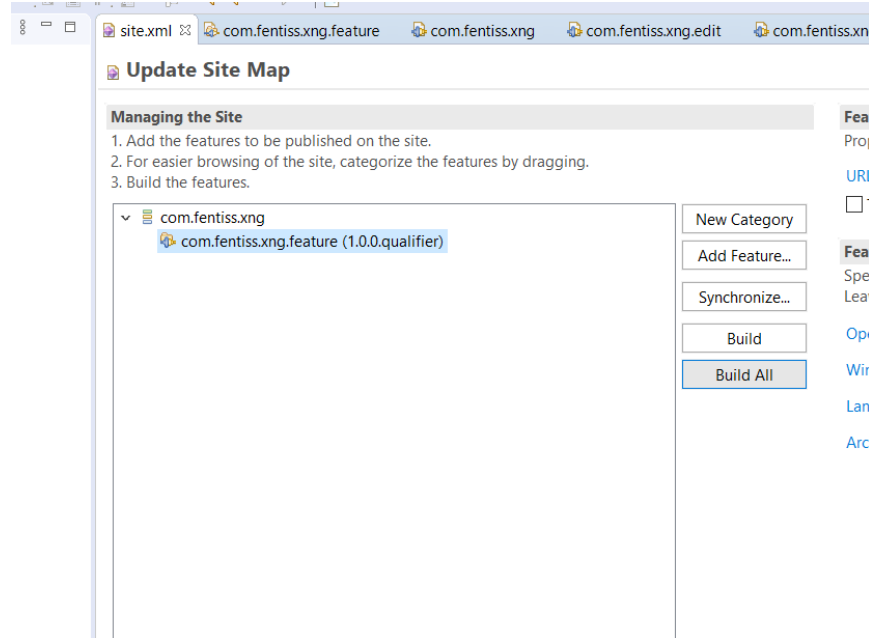 site.xml com.fentiss.xng.feature com.fentiss.xng com.fentiss.xng.edit com.fentiss.xn
Update Site Map
Managing the Site
1. Add the features to be published on the site.
2. For easier browsing of the site, categorize the features by dragging.
3. Build the features.
com.fentiss.xng
com.fentiss.xng.feature (1.0.0.qualifier)
New Category
Add Feature...
Synchronize...
Build
Build All
Fea
Pro
UR
Fea
Spe
Lea
Ope
Win
Lan
Arc